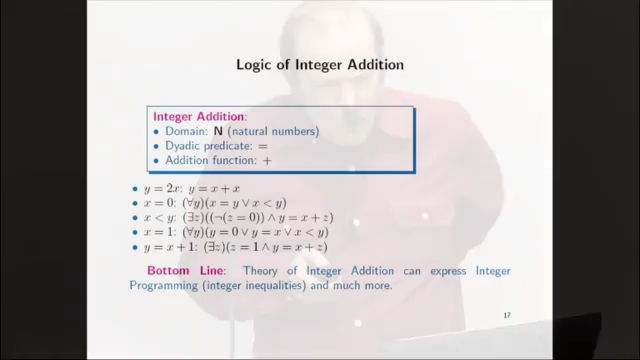 Logic of Integer Addition
Integer Addition:
• Domain: N (natural numbers)
• Dyadic predicate: =
• Addition function: +
• y = 2x: y = x + x
• x = 0: (∀y)(x = y ∨ x < y)
• x < y: (∃z)((¬(z = 0)) ∧ y = x + z)
• x = 1: (∀y)(y = 0 ∨ y = x ∨ x < y)
• y = x + 1: (∃z)(z = 1 ∧ y = x + z)
Bottom Line: Theory of Integer Addition can express Integer
Programming (integer inequalities) and much more.
17